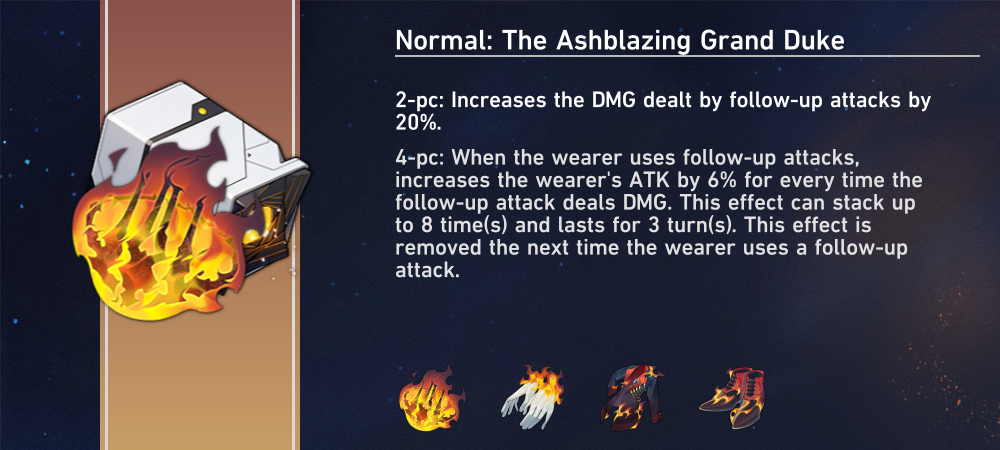 Normal: The Ashblazing Grand Duke
2-pc: Increases the DMG dealt by follow-up attacks by
20%.
4-pc: When the wearer uses follow-up attacks,
increases the wearer's ATK by 6% for every time the
follow-up attack deals DMG. This effect can stack up
to 8 time(s) and lasts for 3 turn(s). This effect is
removed the next time the wearer uses a follow-up
attack.